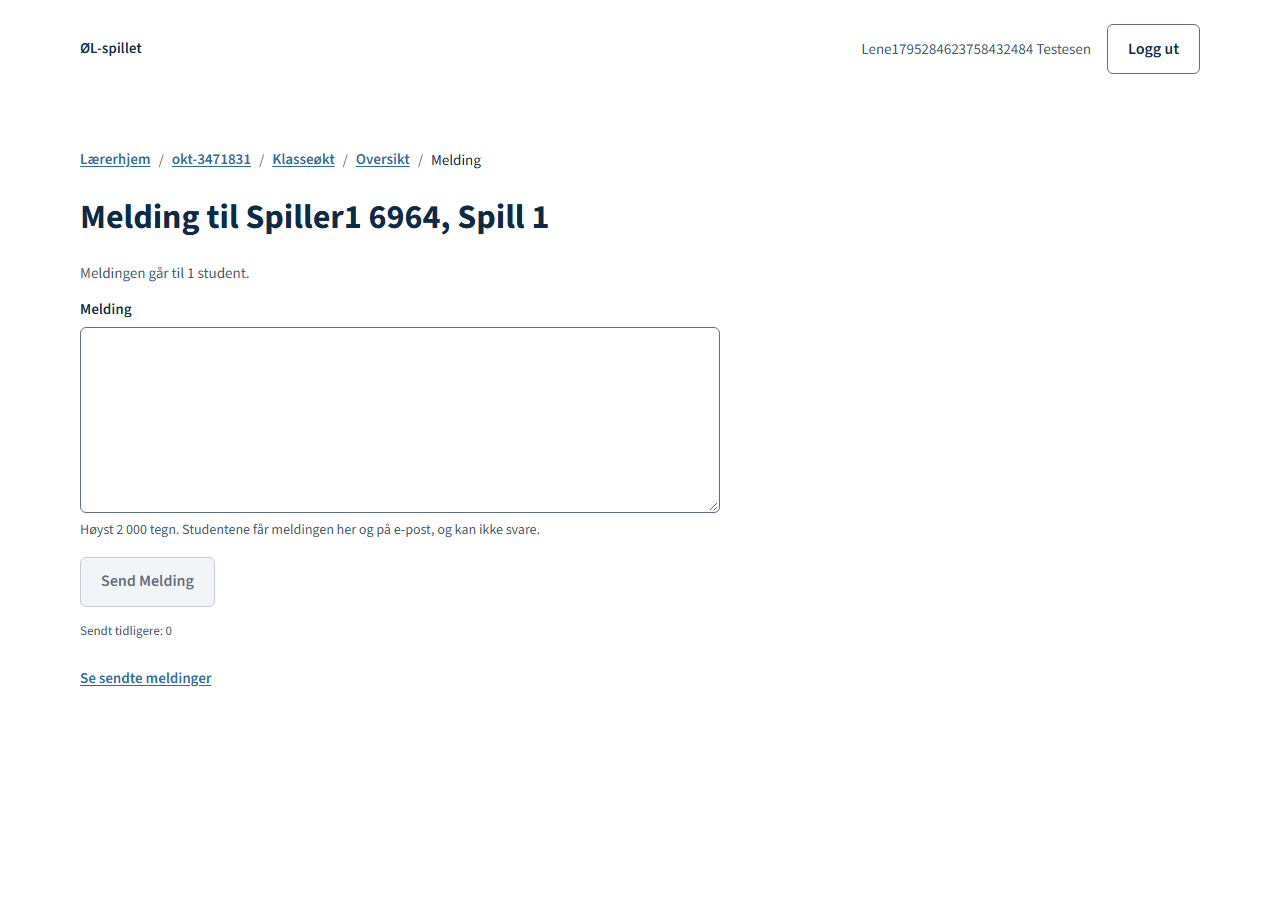 ØL-spillet
Lene1795284623758432484 Testesen
Logg ut
Lærerhjem / okt-3471831 / Klasseøkt / Oversikt / Melding
Melding til Spiller1 6964, Spill 1
Meldingen går til 1 student.
Melding
Høyst 2 000 tegn. Studentene får meldingen her og på e-post, og kan ikke svare.
Send Melding
Sendt tidligere: 0
Se sendte meldinger